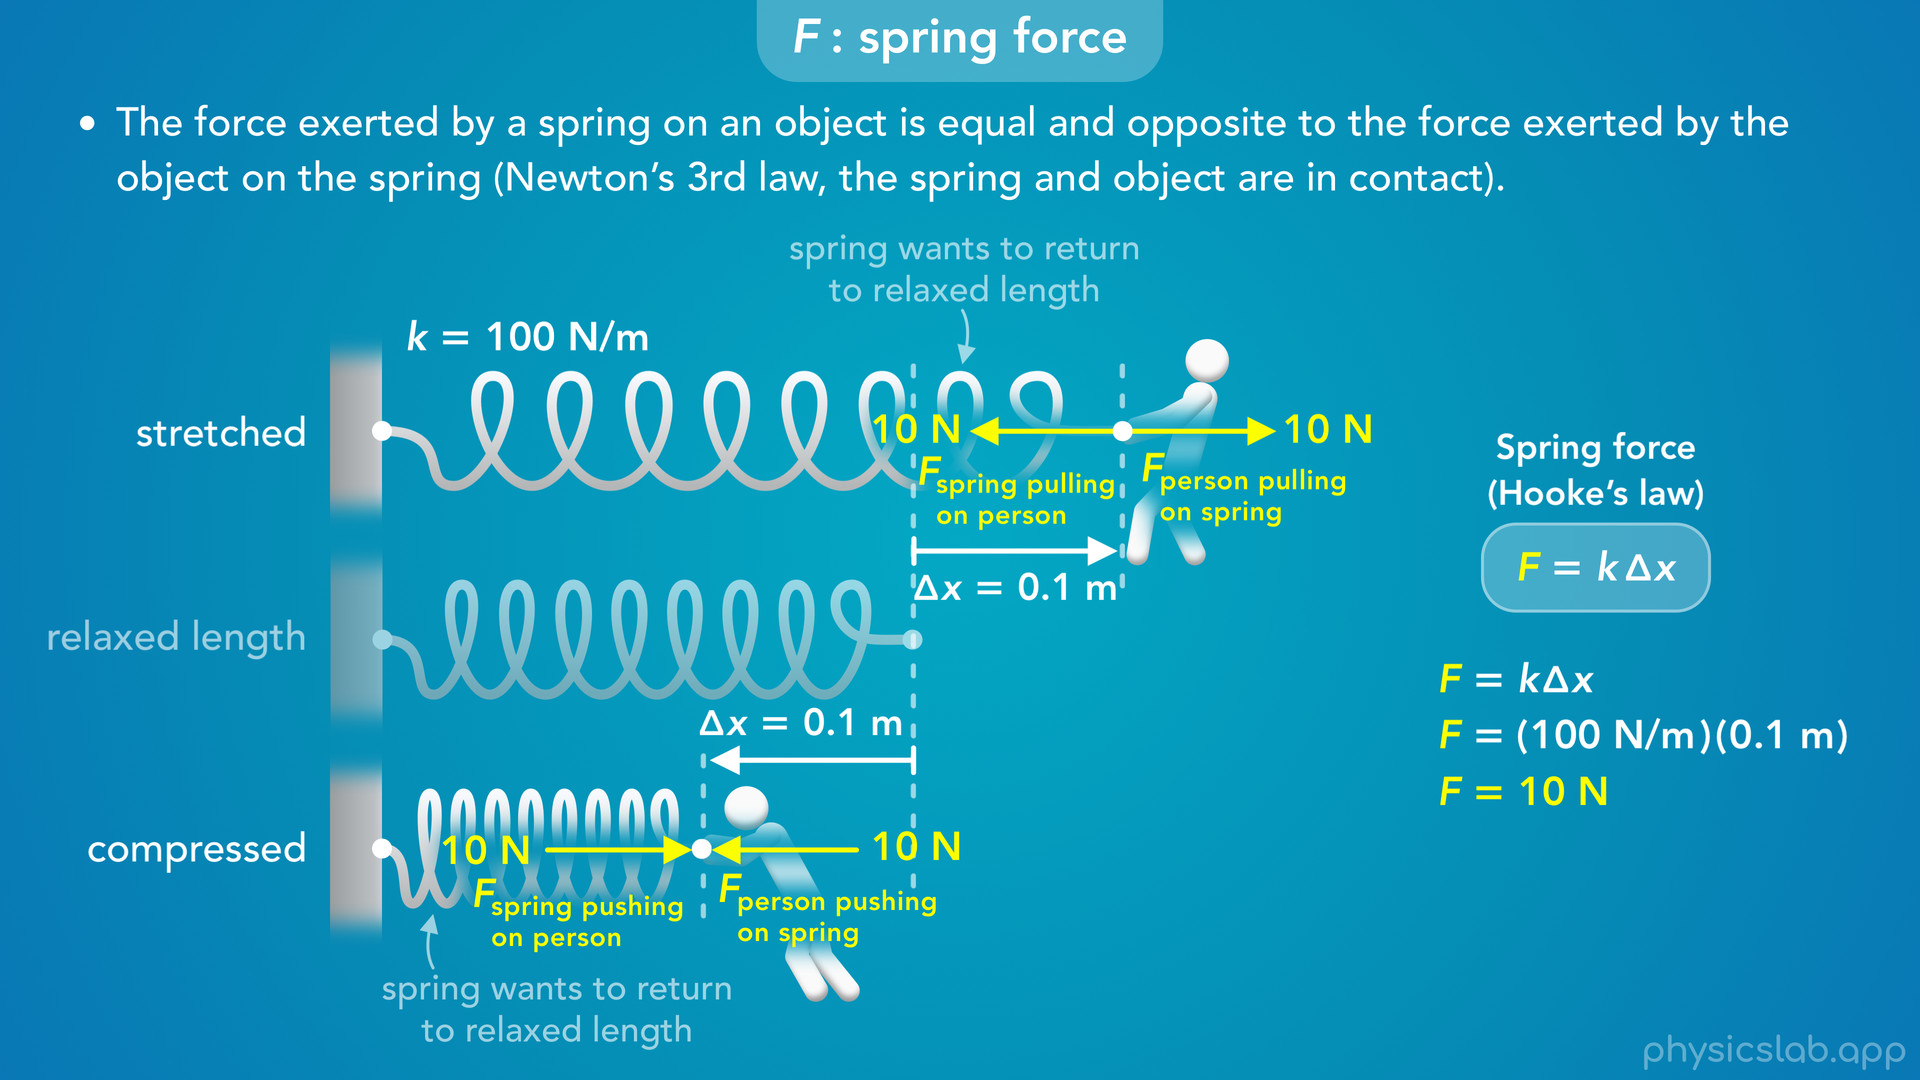 F : spring force
• The force exerted by a spring on an object is equal and opposite to the force exerted by the
object on the spring (Newton’s 3rd law, the spring and object are in contact).
spring wants to return
to relaxed length
k = 100 N/m
stretched
10 N
10 N
F spring pulling
on person
F person pulling
on spring
Δx = 0.1 m
relaxed length
Δx = 0.1 m
compressed
10 N
10 N
F spring pushing
on person
F person pushing
on spring
spring wants to return
to relaxed length
Spring force
(Hooke’s law)
F = kΔx
F = kΔx
F = (100 N/m)(0.1 m)
F = 10 N
physicslab.app